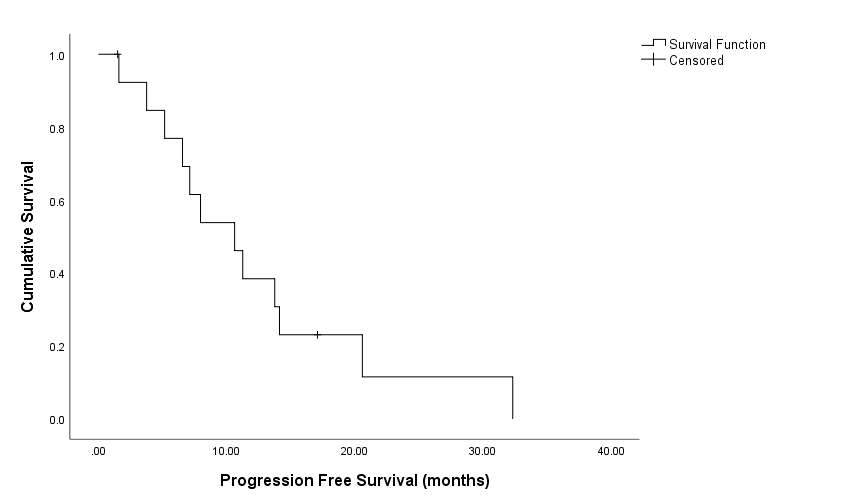 Survival Function
Censored
1.0
0.8
0.6
0.4
0.2
0.0
Cumulative Survival
.00 10.00 20.00 30.00 40.00
Progression Free Survival (months)